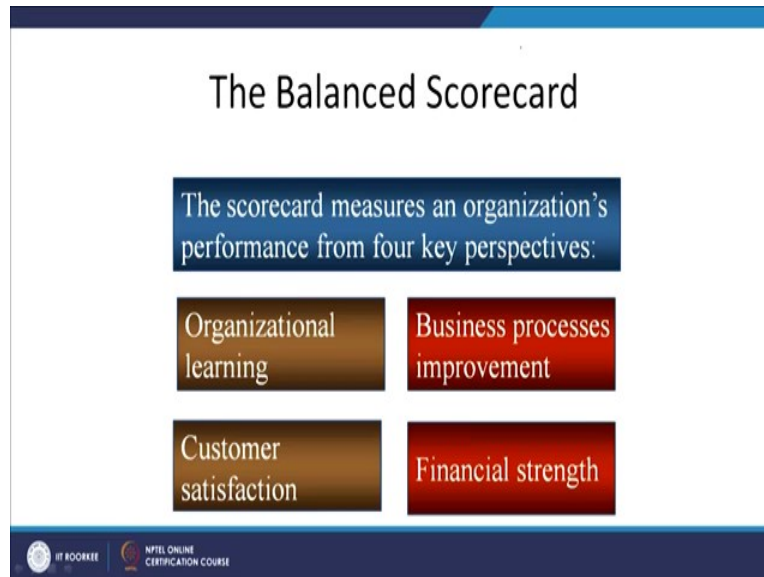 The Balanced Scorecard
The scorecard measures an organization's
performance from four key perspectives:
Organizational
learning
Business processes
improvement
Customer
satisfaction
Financial strength
IIT ROORKEE
NPTEL ONLINE
CERTIFICATION COURSE